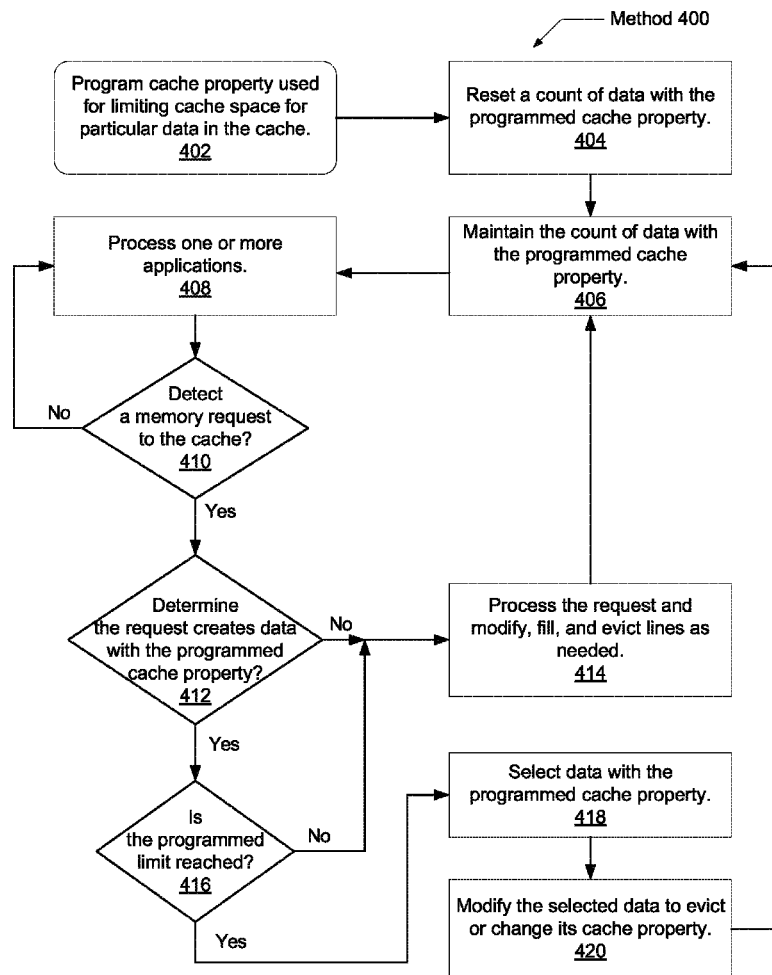 Method 400
Program cache property used
for limiting cache space for
particular data in the cache.
402
Reset a count of data with the
programmed cache property.
404
Process one or more
applications.
408
Maintain the count of data with
the programmed cache
property.
406
Detect
a memory request
to the cache?
410
No
Yes
Determine
the request creates data
with the programmed
cache property?
412
No
Process the request and
modify, fill, and evict lines as
needed.
414
Yes
Is
the programmed
limit reached?
416
No
Yes
Select data with the
programmed cache property.
418
Modify the selected data to evict
or change its cache property.
420